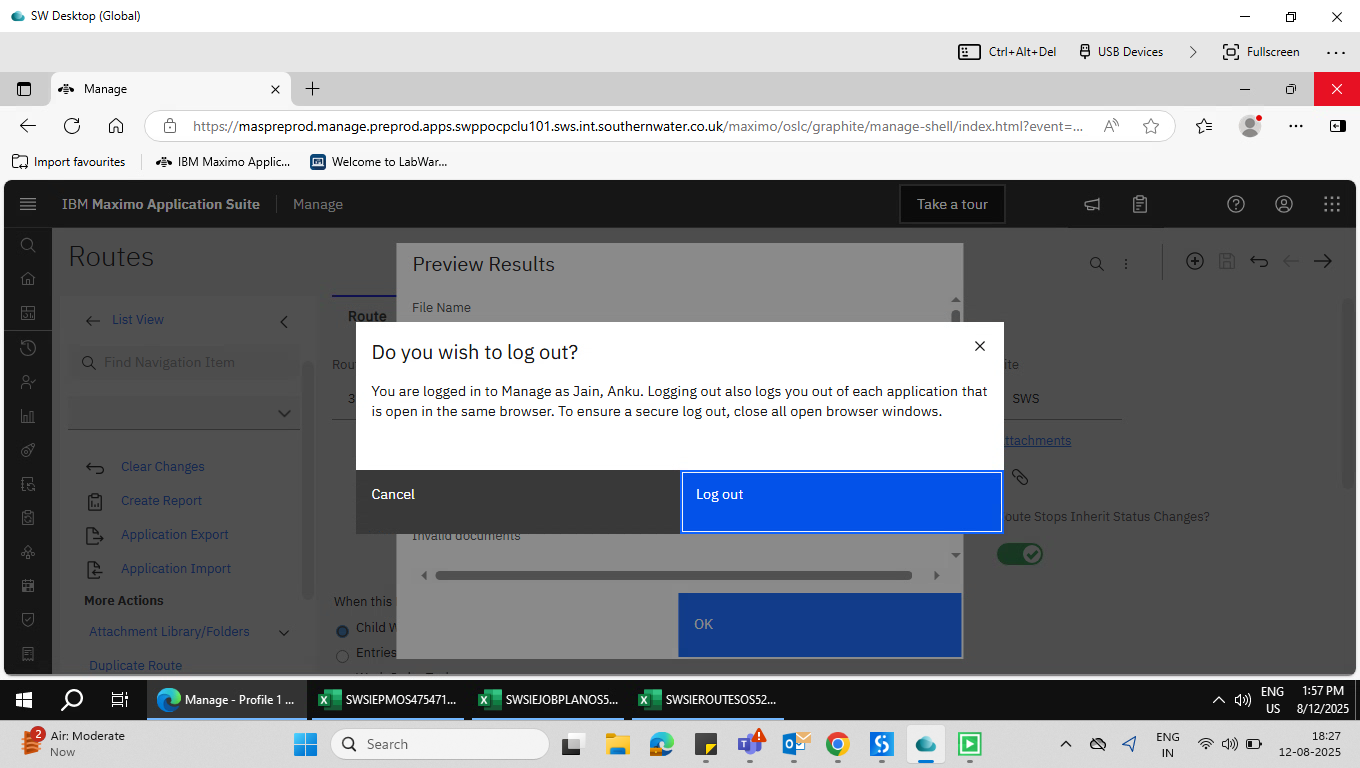 SW Desktop (Global)
Ctrl+Alt+Del
USB Devices
Fullscreen
Manage
https://maspreprod.manage.preprod.apps.swppocpclu101.sws.int.southernwater.co.uk/maximo/oslc/graphite/manage-shell/index.html?event=...
Import favourites
IBM Maximo Applic...
Welcome to LabWar...
IBM Maximo Application Suite
Manage
Take a tour
Routes
Preview Results
File Name
List View
Route
Find Navigation Item
Do you wish to log out?
You are logged in to Manage as Jain, Anku. Logging out also logs you out of each application that
is open in the same browser. To ensure a secure log out, close all open browser windows.
SWS
Cancel
Log out
Clear Changes
Create Report
Application Export
Application Import
More Actions
Attachment Library/Folders
Duplicate Route
Invalid documents
oute Stops Inherit Status Changes?
ttachments
When this
Child W
Entries
OK
Manage - Profile 1 ...
SWSIEPMOS475471...
SWSIEJOBPLANOS5...
SWSIEROUTESOS52...
ENG
US
1:57 PM
8/12/2025
2
Air: Moderate
Now
Search
ENG
IN
18:27
12-08-2025